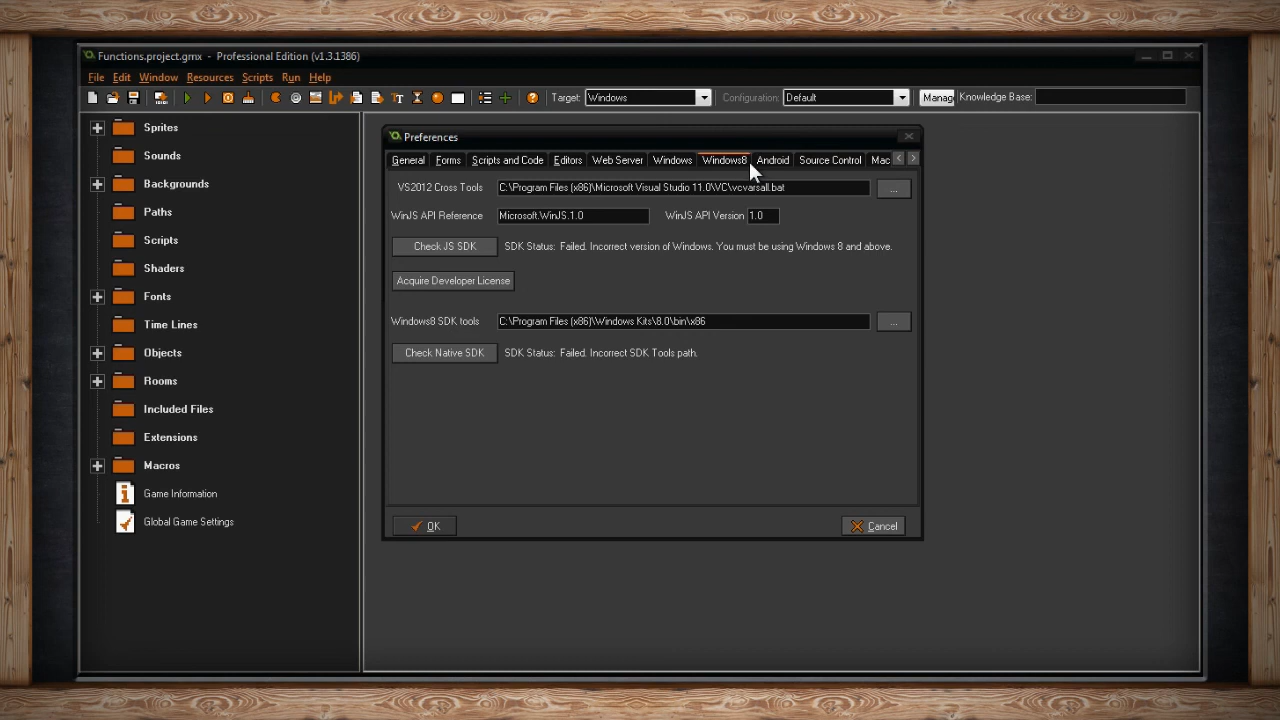 Functions.project.gmx - Professional Edition (v1.3.1386)
File Edit Window Resources Scripts Run Help
Target: Windows Configuration: Default Manag Knowledge Base:
Sprites
Sounds
Backgrounds
Paths
Scripts
Shaders
Fonts
Time Lines
Objects
Rooms
Included Files
Extensions
Macros
Game Information
Global Game Settings
Preferences
General Forms Scripts and Code Editors Web Server Windows Windows8 Android Source Control Mac
VS2012 Cross Tools C:\Program Files (x86)\Microsoft Visual Studio 11.0\VC\vcvarsall.bat ...
WinJS API Reference Microsoft.WinJS.1.0 WinJS API Version 1.0
Check JS SDK SDK Status: Failed. Incorrect version of Windows. You must be using Windows 8 and above.
Acquire Developer License
Windows8 SDK tools C:\Program Files (x86)\Windows Kits\8.0\bin\x86 ...
Check Native SDK SDK Status: Failed. Incorrect SDK Tools path.
OK Cancel